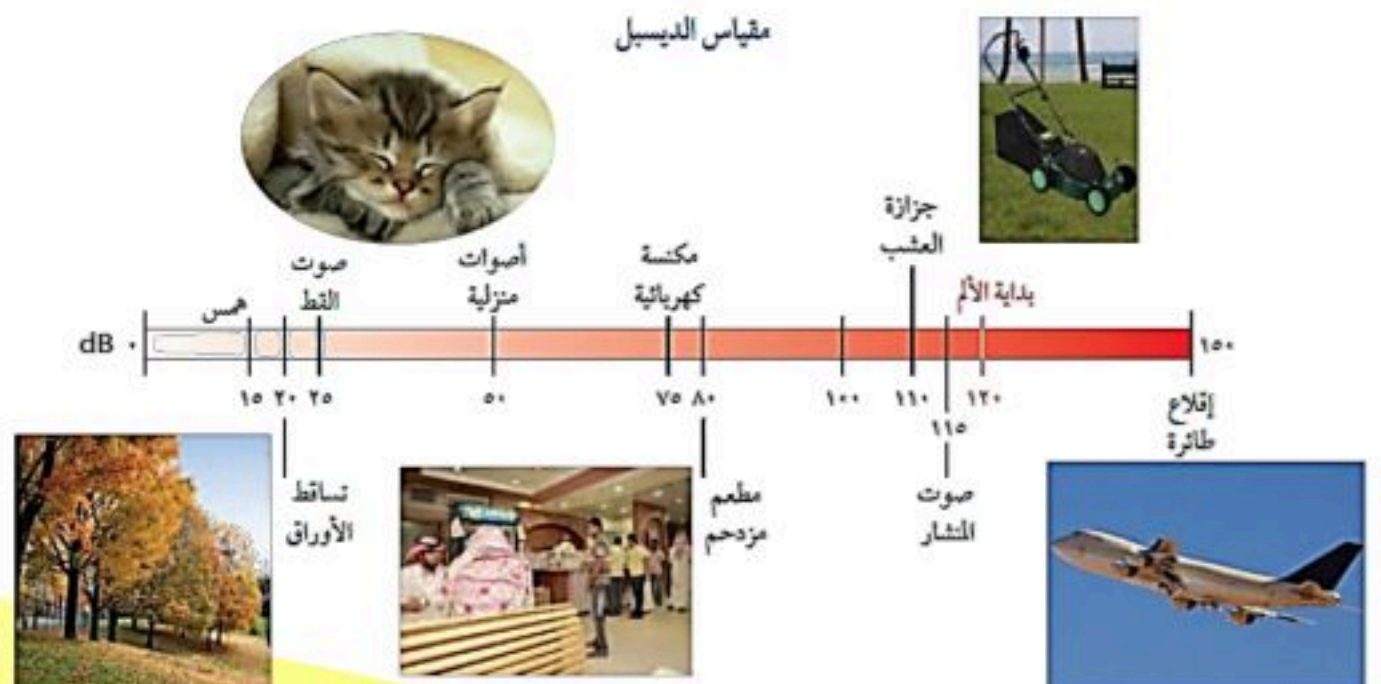 مقياس الديسبل
جزازة
العشب
أصوات
منزلية
مكنسة
كهربائية
صوت
القط
همس
بداية الألم
dB ٠
١٥٠
١٥ ٢٠ ٢٥ ٥٠ ٧٥ ٨٠ ١٠٠ ١١٠ ١٢٠
١١٥
إقلاع
طائرة
تساقط
الأوراق
مطعم
مزدحم
صوت
المنشار